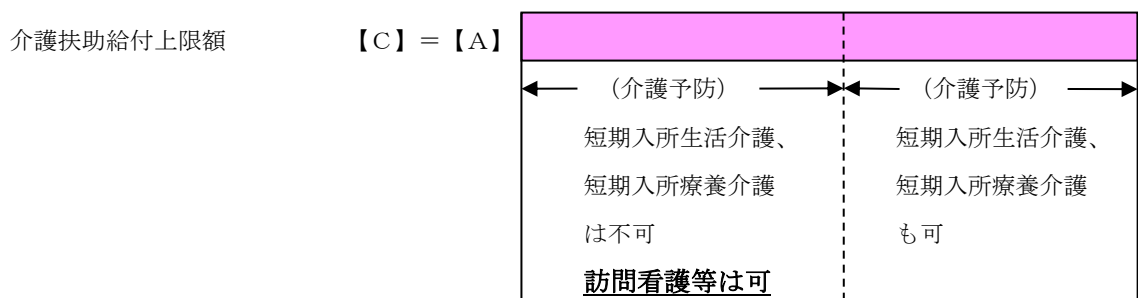 介護扶助給付上限額 【C】=【A】
(介護予防) (介護予防)
短期入所生活介護、 短期入所生活介護、
短期入所療養介護 短期入所療養介護
は不可 も可
訪問看護等は可